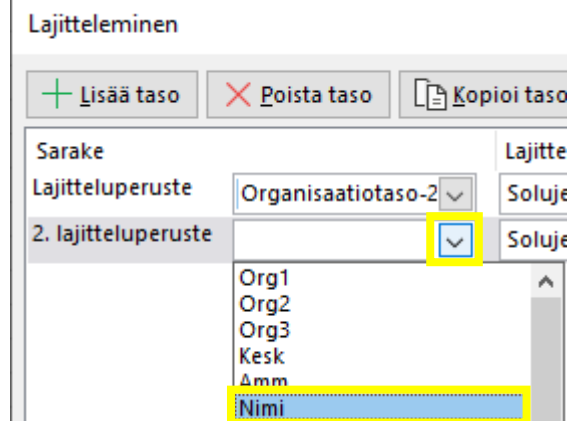 Lajitteleminen
Lisää taso Poista taso Kopioi taso
Sarake Lajitte
Lajitteluperuste Organisaatiotaso-2 Soluje
2. lajitteluperuste Soluje
Org1
Org2
Org3
Kesk
Amm
Nimi